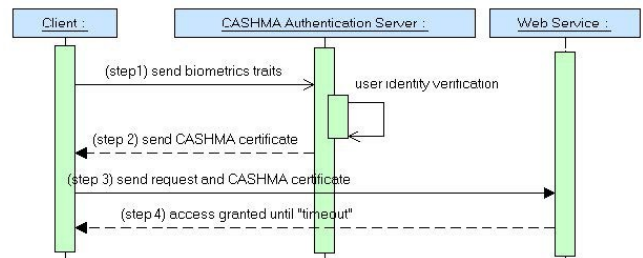 Client :
CASHMA Authentication Server :
Web Service :
(step1) send biometrics traits
user identity verification
(step 2) send CASHMA certificate
(step 3) send request and CASHMA certificate
(step 4) access granted until "timeout"